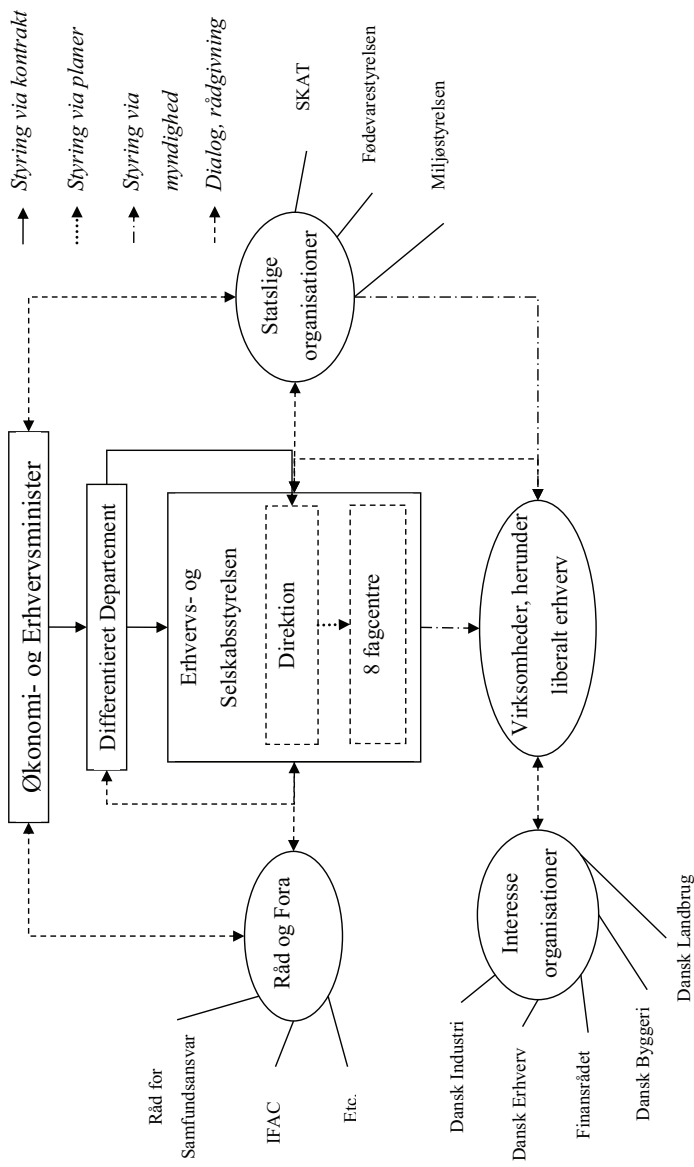 Økonomi- og Erhvervsminister
Differentieret Departement
Erhvervs- og
Selskabsstyrelsen
Direktion
8 fagcentre
Råd og Fora
Råd for
Samfundsansvar
IFAC
Etc.
Statslige
organisationer
SKAT
Fødevarestyrelsen
Miljøstyrelsen
Virksomheder, herunder
liberalt erhverv
Interesse
organisationer
Dansk Industri
Dansk Erhverv
Finansrådet
Dansk Byggeri
Dansk Landbrug
Styring via kontrakt
Styring via planer
Styring via
myndighed
Dialog, rådgivning